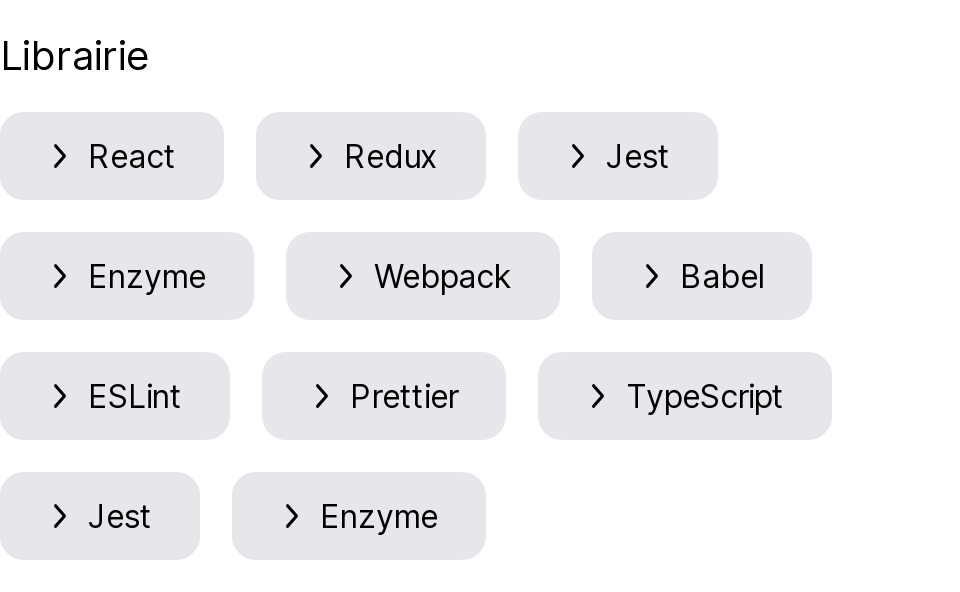 Librairie
React Redux Jest
Enzyme Webpack Babel
ESLint Prettier TypeScript
Jest Enzyme